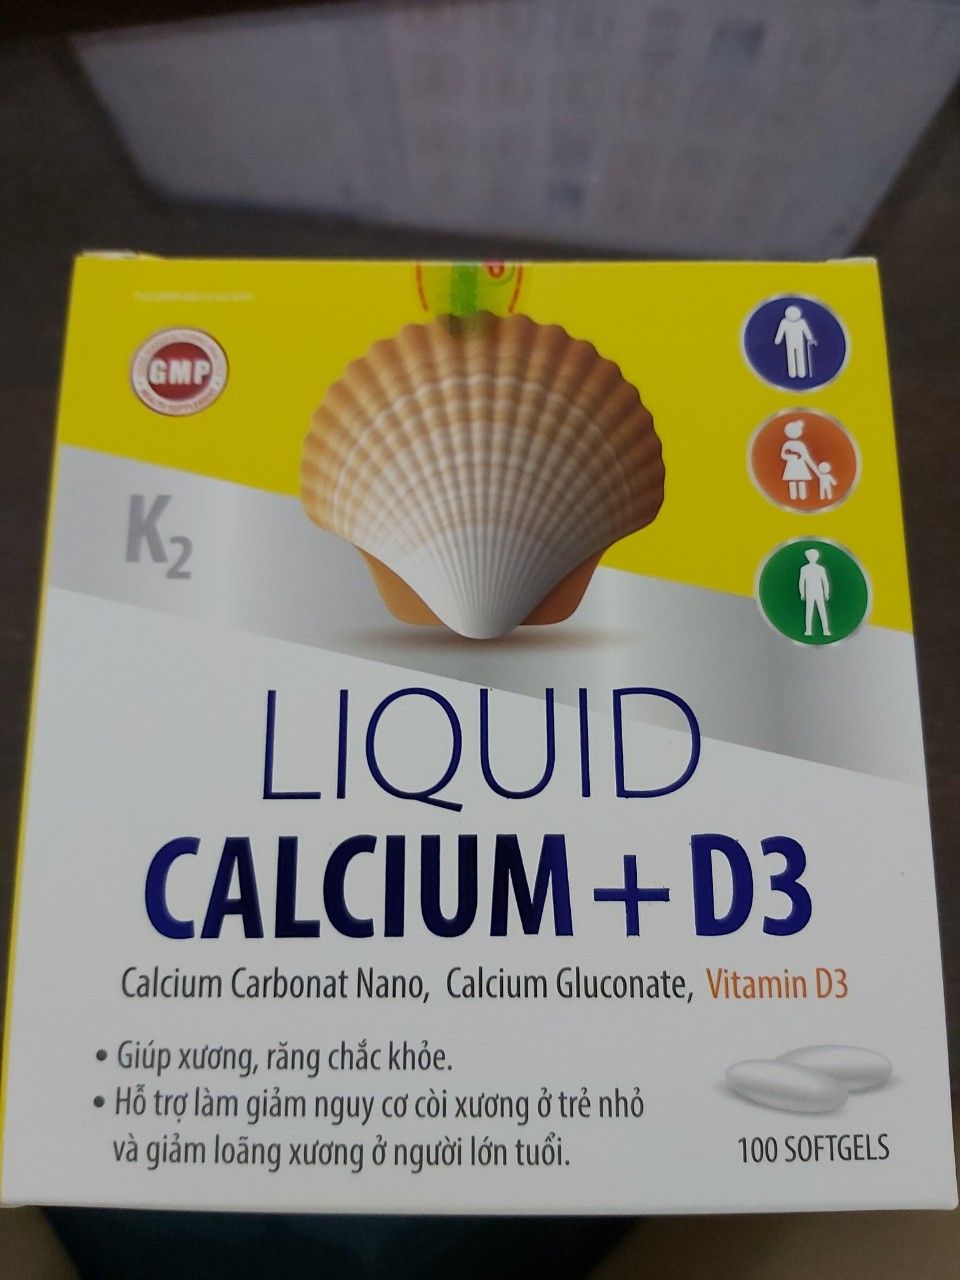 GMP
K2
LIQUID
CALCIUM + D3
Calcium Carbonat Nano, Calcium Gluconate, Vitamin D3
• Giúp xương, răng chắc khỏe.
• Hỗ trợ làm giảm nguy cơ còi xương ở trẻ nhỏ
và giảm loãng xương ở người lớn tuổi.
100 SOFTGELS